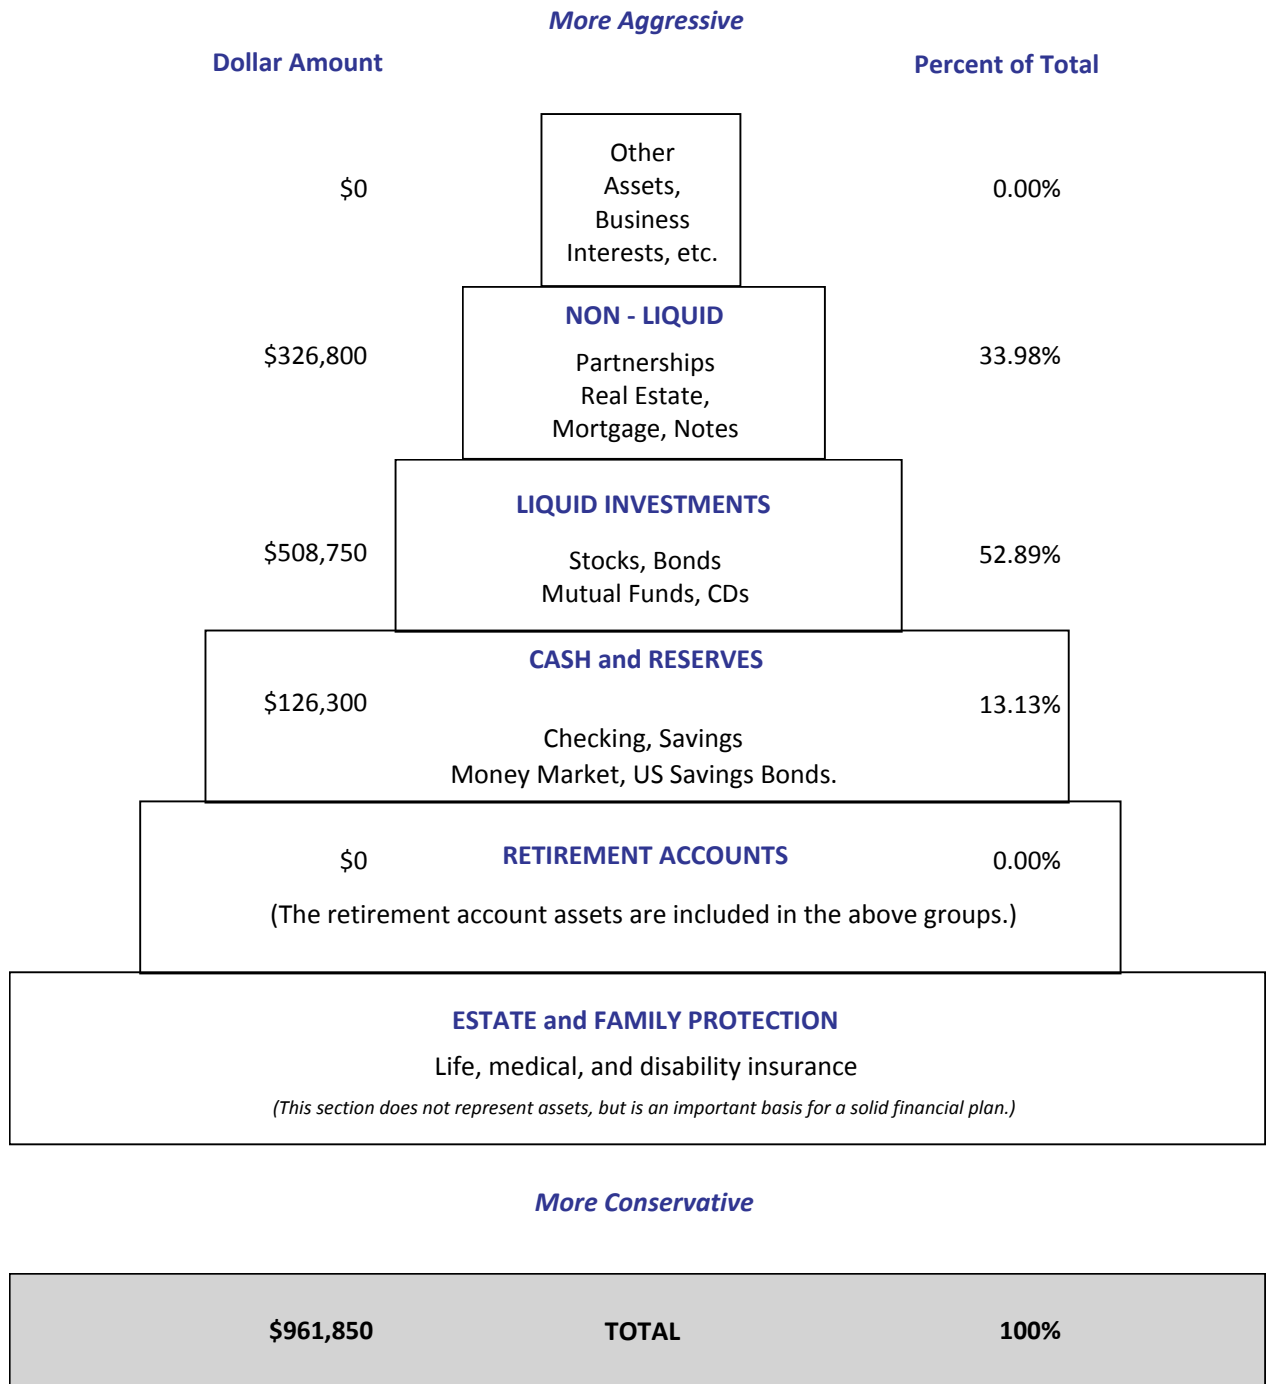 More Aggressive
Dollar Amount
Percent of Total
Other
Assets,
Business
Interests, etc.
$0
0.00%
NON - LIQUID
$326,800
33.98%
Partnerships
Real Estate,
Mortgage, Notes
LIQUID INVESTMENTS
$508,750
52.89%
Stocks, Bonds
Mutual Funds, CDs
CASH and RESERVES
$126,300
13.13%
Checking, Savings
Money Market, US Savings Bonds.
$0
RETIREMENT ACCOUNTS
0.00%
(The retirement account assets are included in the above groups.)
ESTATE and FAMILY PROTECTION
Life, medical, and disability insurance
(This section does not represent assets, but is an important basis for a solid financial plan.)
More Conservative
$961,850
TOTAL
100%